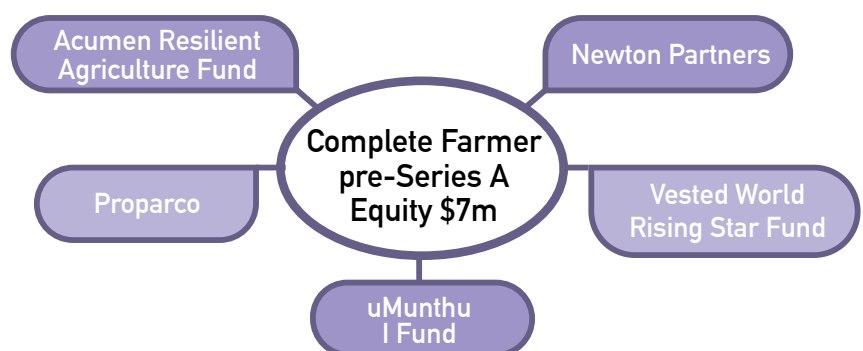 Acumen Resilient
Agriculture Fund
Newton Partners
Complete Farmer
pre-Series A
Equity $7m
Proparco
Vested World
Rising Star Fund
uMunthu
I Fund